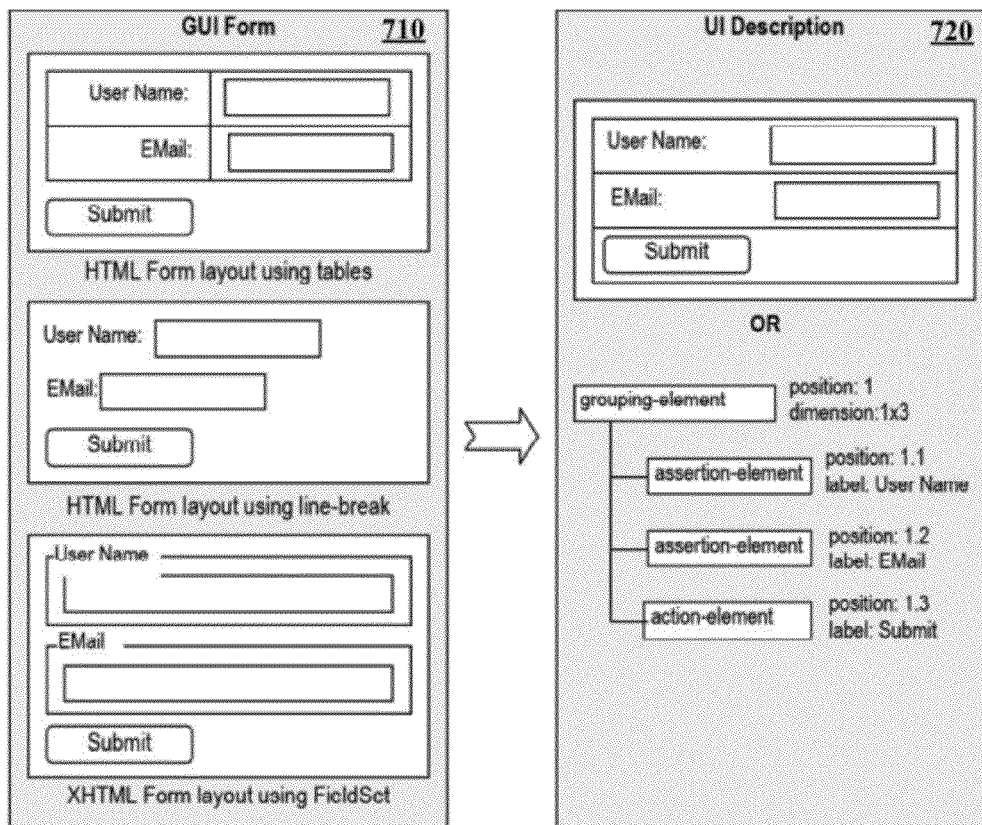 GUI Form 710
User Name:
EMail:
Submit
HTML Form layout using tables
User Name:
EMail:
Submit
HTML Form layout using line-break
User Name
EMail
Submit
XHTML Form layout using FieldSet
UI Description 720
User Name:
EMail:
Submit
OR
grouping-element
position: 1
dimension:1x3
assertion-element
position: 1.1
label: User Name
assertion-element
position: 1.2
label: EMail
action-element
position: 1.3
label: Submit